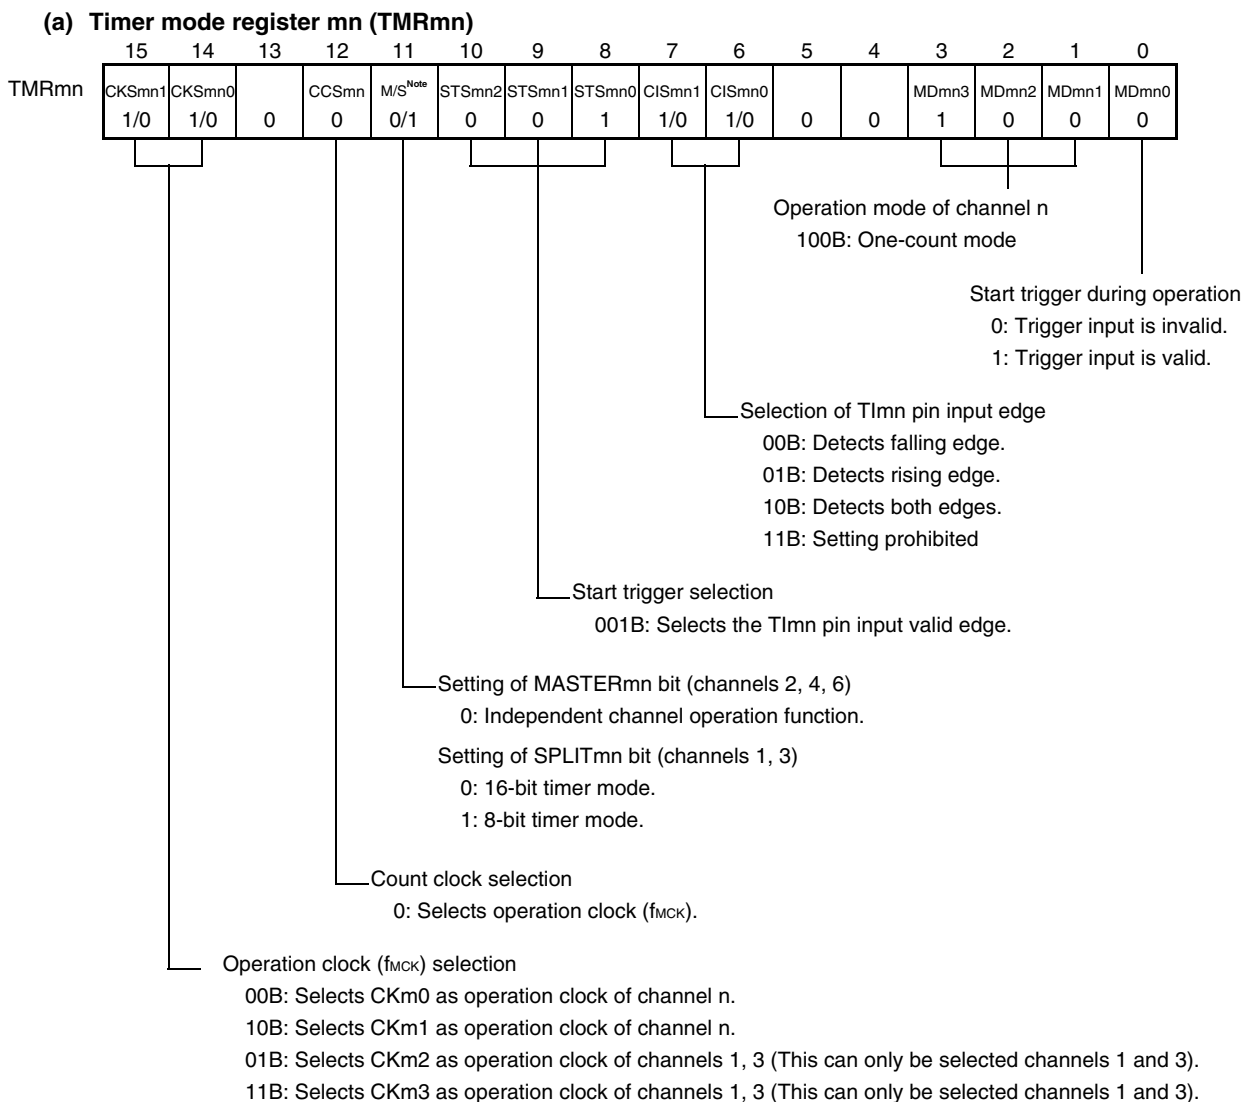 (a) Timer mode register mn (TMRmn)
15 14 13 12 11 10 9 8 7 6 5 4 3 2 1 0
TMRmn CKSmn1 CKSmn0 CCSmn M/S Note STSmn2 STSmn1 STSmn0 CISmn1 CISmn0 MDmn3 MDmn2 MDmn1 MDmn0
1/0 1/0 0 0 0/1 0 0 1 1/0 1/0 0 0 1 0 0 0
Operation mode of channel n
100B: One-count mode
Start trigger during operation
0: Trigger input is invalid.
1: Trigger input is valid.
Selection of TImn pin input edge
00B: Detects falling edge.
01B: Detects rising edge.
10B: Detects both edges.
11B: Setting prohibited
Start trigger selection
001B: Selects the TImn pin input valid edge.
Setting of MASTERmn bit (channels 2, 4, 6)
0: Independent channel operation function.
Setting of SPLITmn bit (channels 1, 3)
0: 16-bit timer mode.
1: 8-bit timer mode.
Count clock selection
0: Selects operation clock (fMCK).
Operation clock (fMCK) selection
00B: Selects CKm0 as operation clock of channel n.
10B: Selects CKm1 as operation clock of channel n.
01B: Selects CKm2 as operation clock of channels 1, 3 (This can only be selected channels 1 and 3).
11B: Selects CKm3 as operation clock of channels 1, 3 (This can only be selected channels 1 and 3).